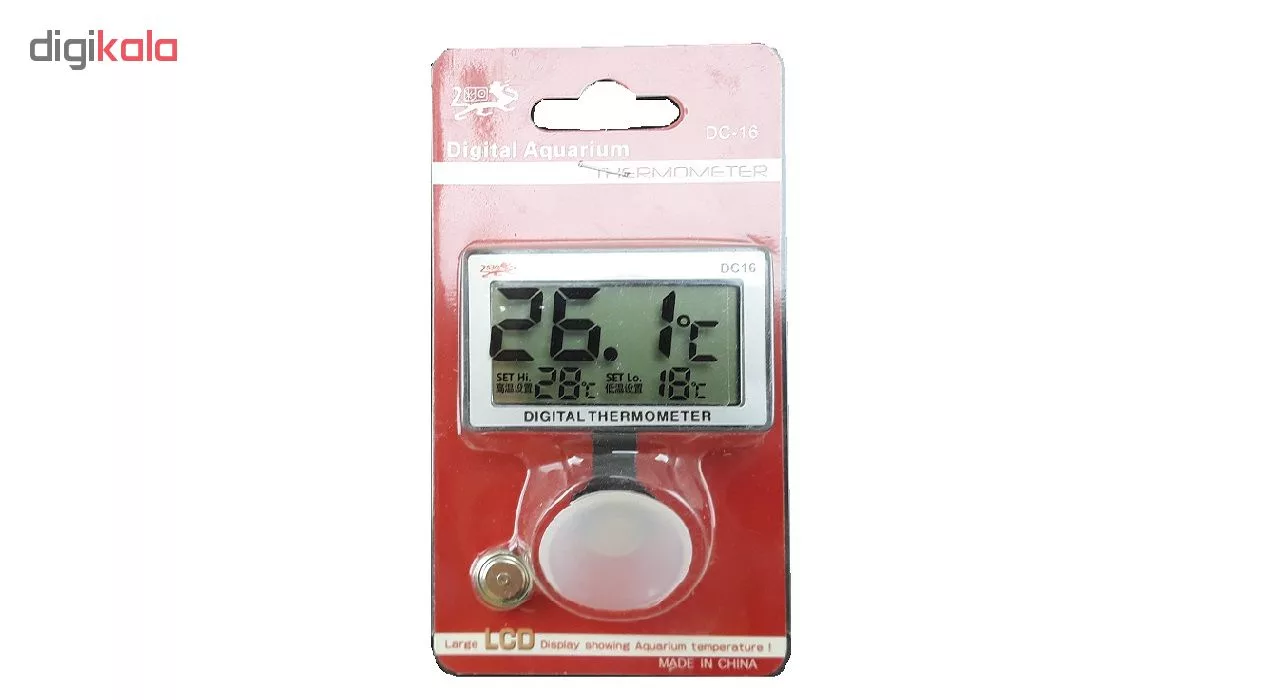 digikala
DC-16
Digital Aquarium
THERMOMETER
DC16
26.1°C
SET Hi. 28°C SET Lo. 18°C
高温设置 低温设置
DIGITAL THERMOMETER
Large LCD Display showing Aquarium temperature !
MADE IN CHINA